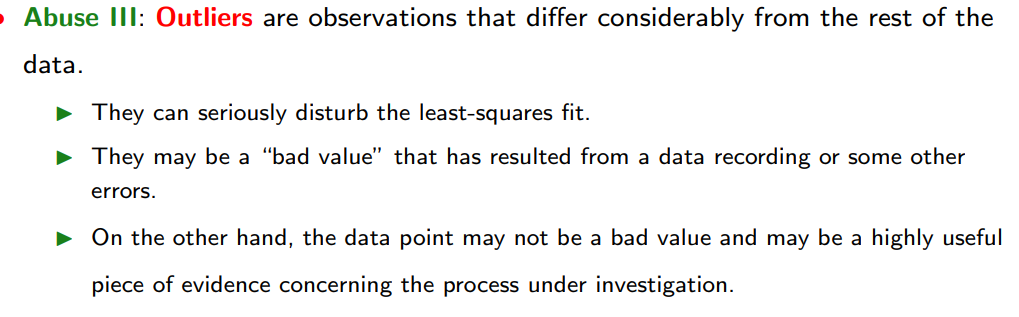 Abuse III: Outliers are observations that differ considerably from the rest of the
data.
They can seriously disturb the least-squares fit.
They may be a “bad value” that has resulted from a data recording or some other
errors.
On the other hand, the data point may not be a bad value and may be a highly useful
piece of evidence concerning the process under investigation.